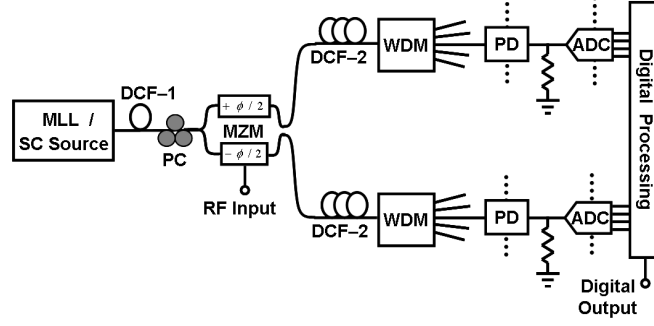 MLL /
SC Source
DCF–1
PC
+ ϕ / 2
MZM
– ϕ / 2
RF Input
DCF–2
WDM
PD
ADC
DCF–2
WDM
PD
ADC
Digital Processing
Digital
Output